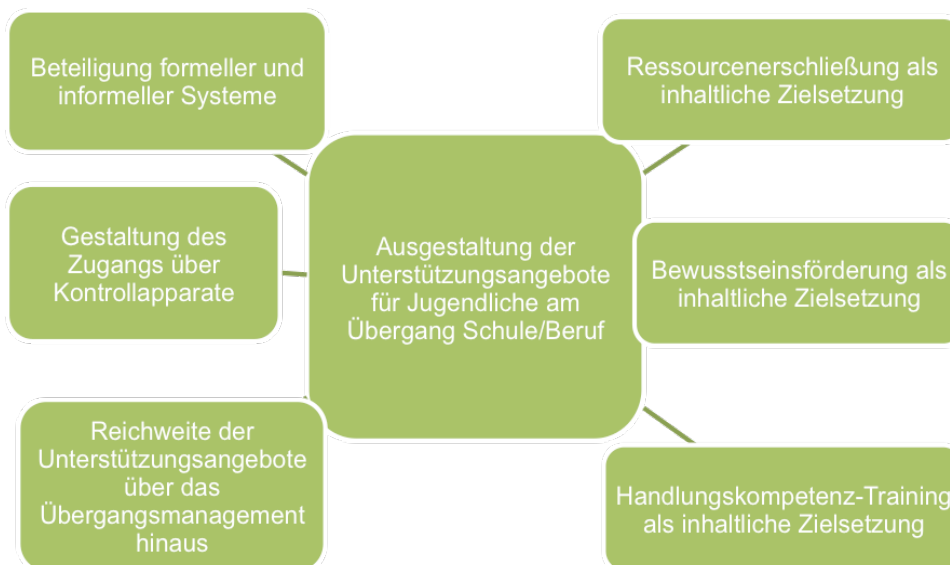 Beteiligung formeller und
informeller Systeme
Gestaltung des
Zugangs über
Kontrollapparate
Reichweite der
Unterstützungsangebote
über das
Übergangsmanagement
hinaus
Ausgestaltung der
Unterstützungsangebote
für Jugendliche am
Übergang Schule/Beruf
Ressourcenerschließung als
inhaltliche Zielsetzung
Bewusstseinsförderung als
inhaltliche Zielsetzung
Handlungskompetenz-Training
als inhaltliche Zielsetzung